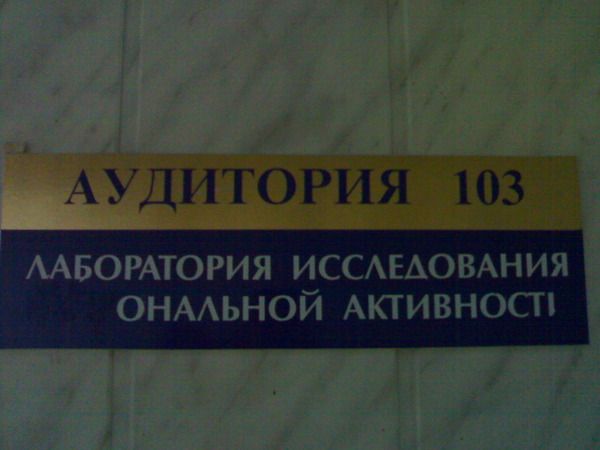 АУДИТОРИЯ 103
ЛАБОРАТОРИЯ ИССЛЕДОВАНИЯ
ОНАЛЬНОЙ АКТИВНОСТІ